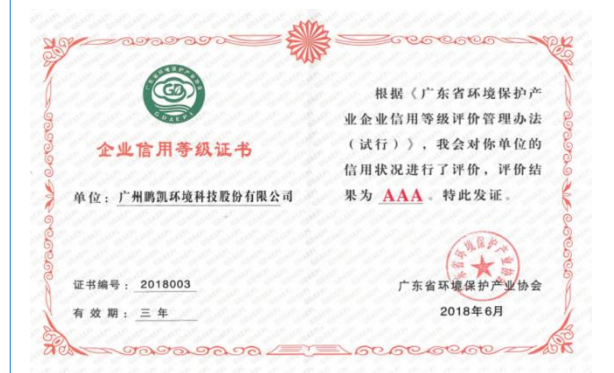 企业信用等级证书
单位：广州鹏凯环境科技股份有限公司
证书编号：2018003
有效期：三年
根据《广东省环境保护产
业企业信用等级评价管理办法
（试行）》，我会对你单位的
信用状况进行了评价，评价结
果为 AAA 。特此发证。
广东省环境保护产业协会
2018年6月